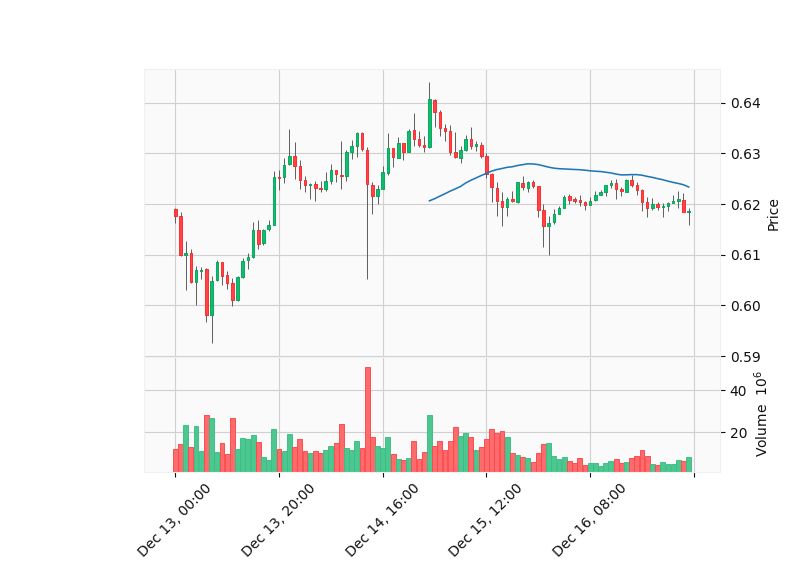 0.64
0.63
0.62
0.61
0.60
0.59
Price
40
20
Volume 10^6
Dec 13, 00:00
Dec 13, 20:00
Dec 14, 16:00
Dec 15, 12:00
Dec 16, 08:00